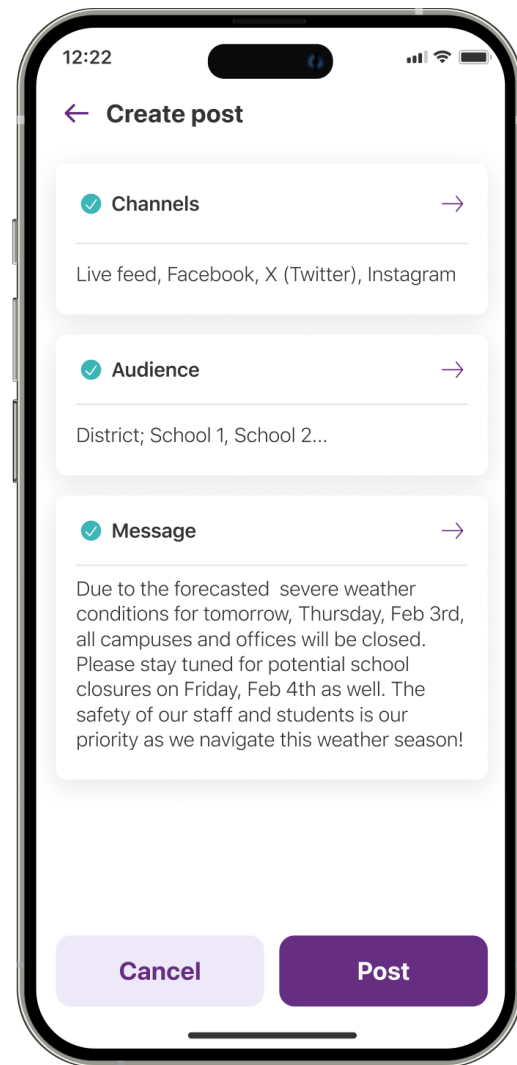 12:22
Create post
Channels
Live feed, Facebook, X (Twitter), Instagram
Audience
District; School 1, School 2...
Message
Due to the forecasted  severe weather
conditions for tomorrow, Thursday, Feb 3rd,
all campuses and offices will be closed.
Please stay tuned for potential school
closures on Friday, Feb 4th as well. The
safety of our staff and students is our
priority as we navigate this weather season!
Cancel
Post